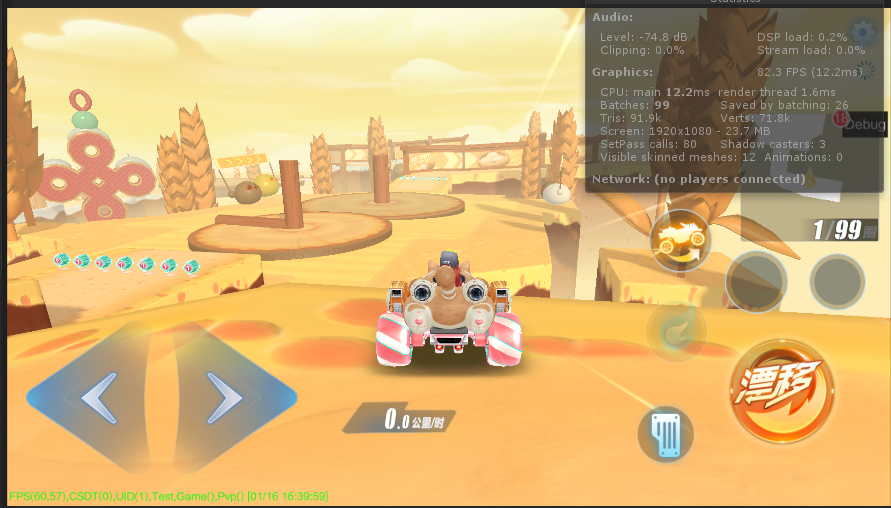 Statistics
Audio:
Level: -74.8 dB DSP load: 0.2%
Clipping: 0.0% Stream load: 0.0%
Graphics: 82.3 FPS (12.2ms)
CPU: main 12.2ms render thread 1.6ms
Batches: 99 Saved by batching: 26
Tris: 91.9k Verts: 71.8k
Screen: 1920x1080 - 23.7 MB
SetPass calls: 80 Shadow casters: 3
Visible skinned meshes: 12 Animations: 0
Network: (no players connected)
18
Debug
1/99圈
漂移
0.0公里/时
FPS(60,57),CSDT(0),UID(1),Test,Game(),Pvp() [01/16 16:39:59]